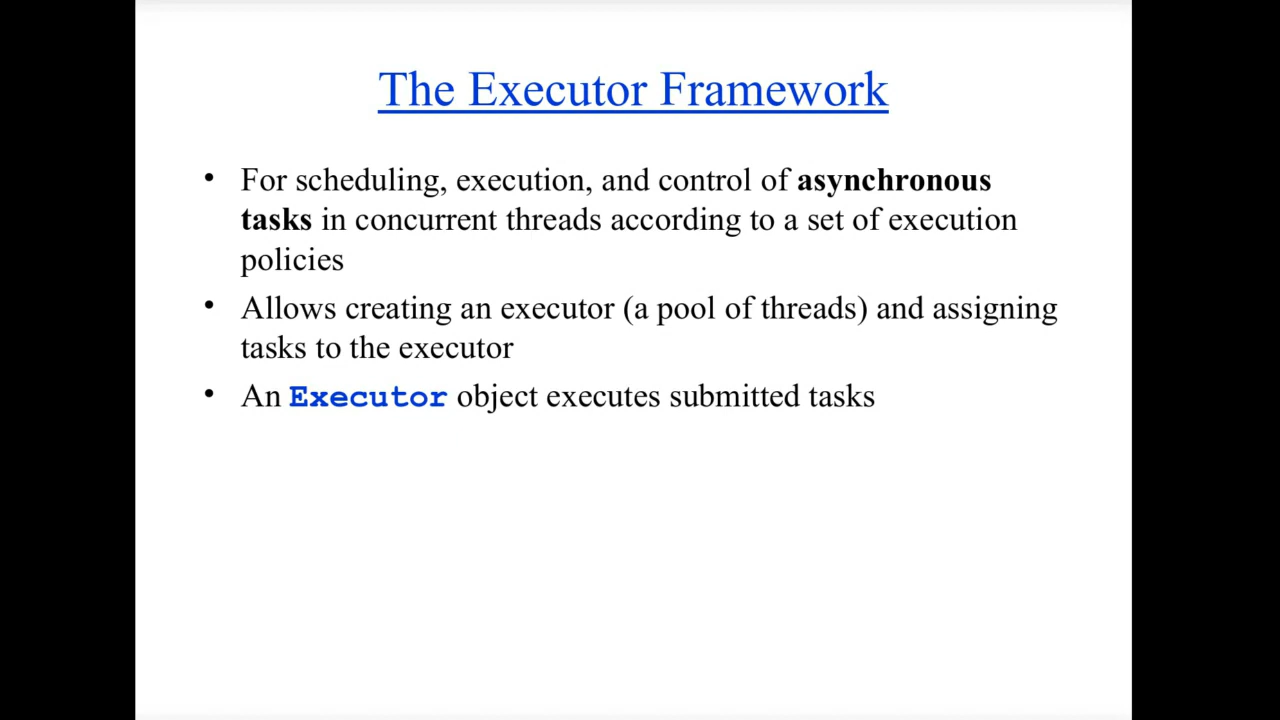 The Executor Framework
• For scheduling, execution, and control of asynchronous
tasks in concurrent threads according to a set of execution
policies
• Allows creating an executor (a pool of threads) and assigning
tasks to the executor
• An Executor object executes submitted tasks